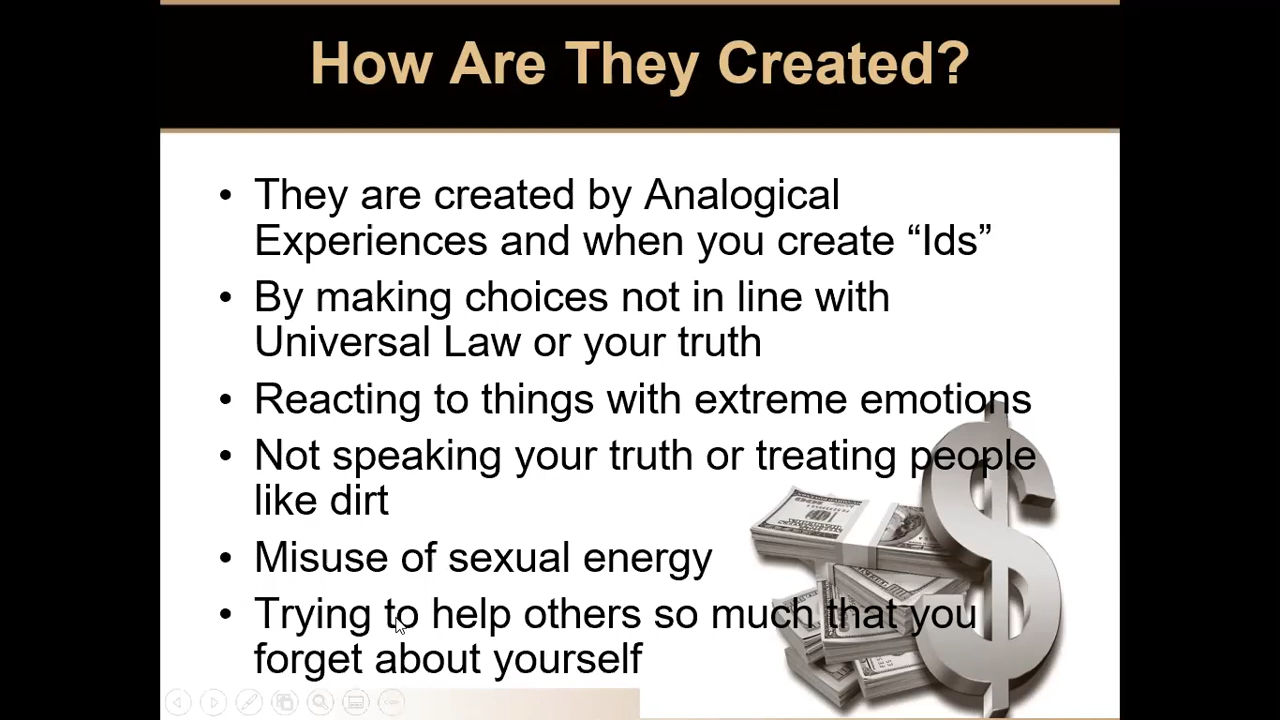 How Are They Created?
• They are created by Analogical
Experiences and when you create “Ids”
• By making choices not in line with
Universal Law or your truth
• Reacting to things with extreme emotions
• Not speaking your truth or treating people
like dirt
• Misuse of sexual energy
• Trying to help others so much that you
forget about yourself